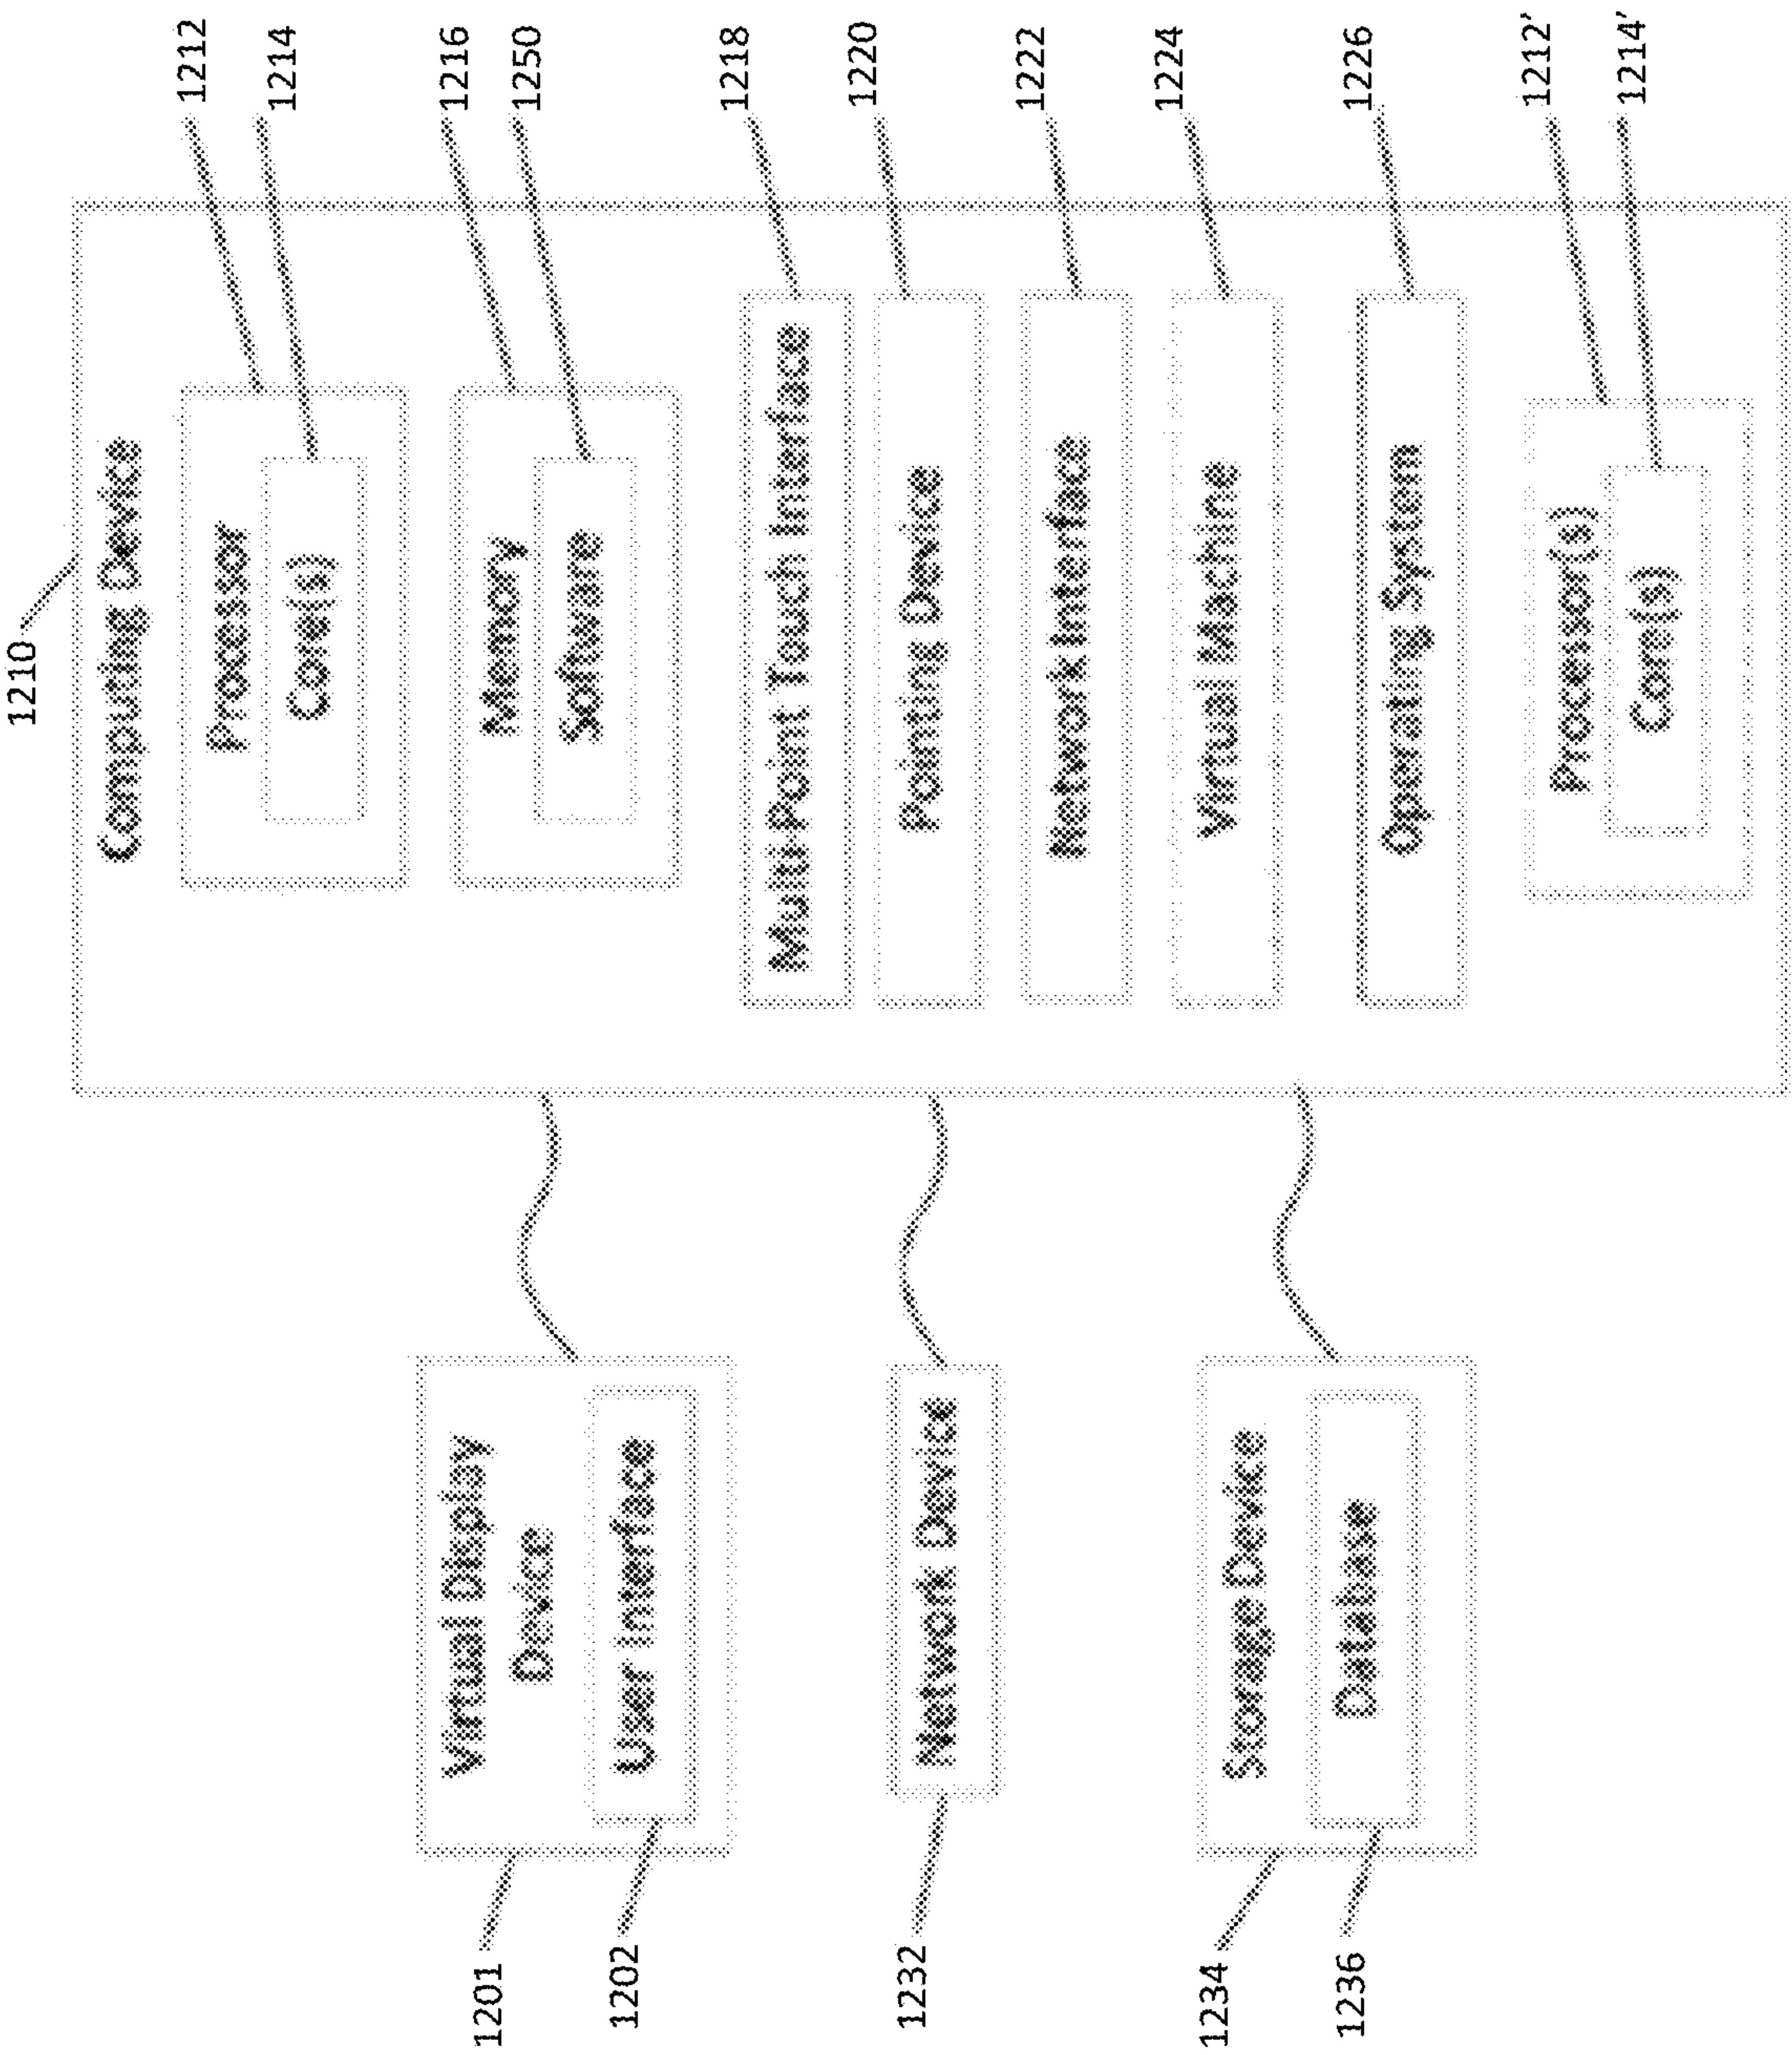 1210
Computing Device
Processor
1212
Core(s)
1214
Memory
1216
Software
1250
Multi-Point Touch Interface
1218
Pointing Device
1220
Network Interface
1222
Virtual Machine
1224
Operating System
1226
Processor(s)
1212'
Core(s)
1214'
Virtual Display
Device
1201
User Interface
1202
Network Device
1232
Storage Device
1234
Database
1236